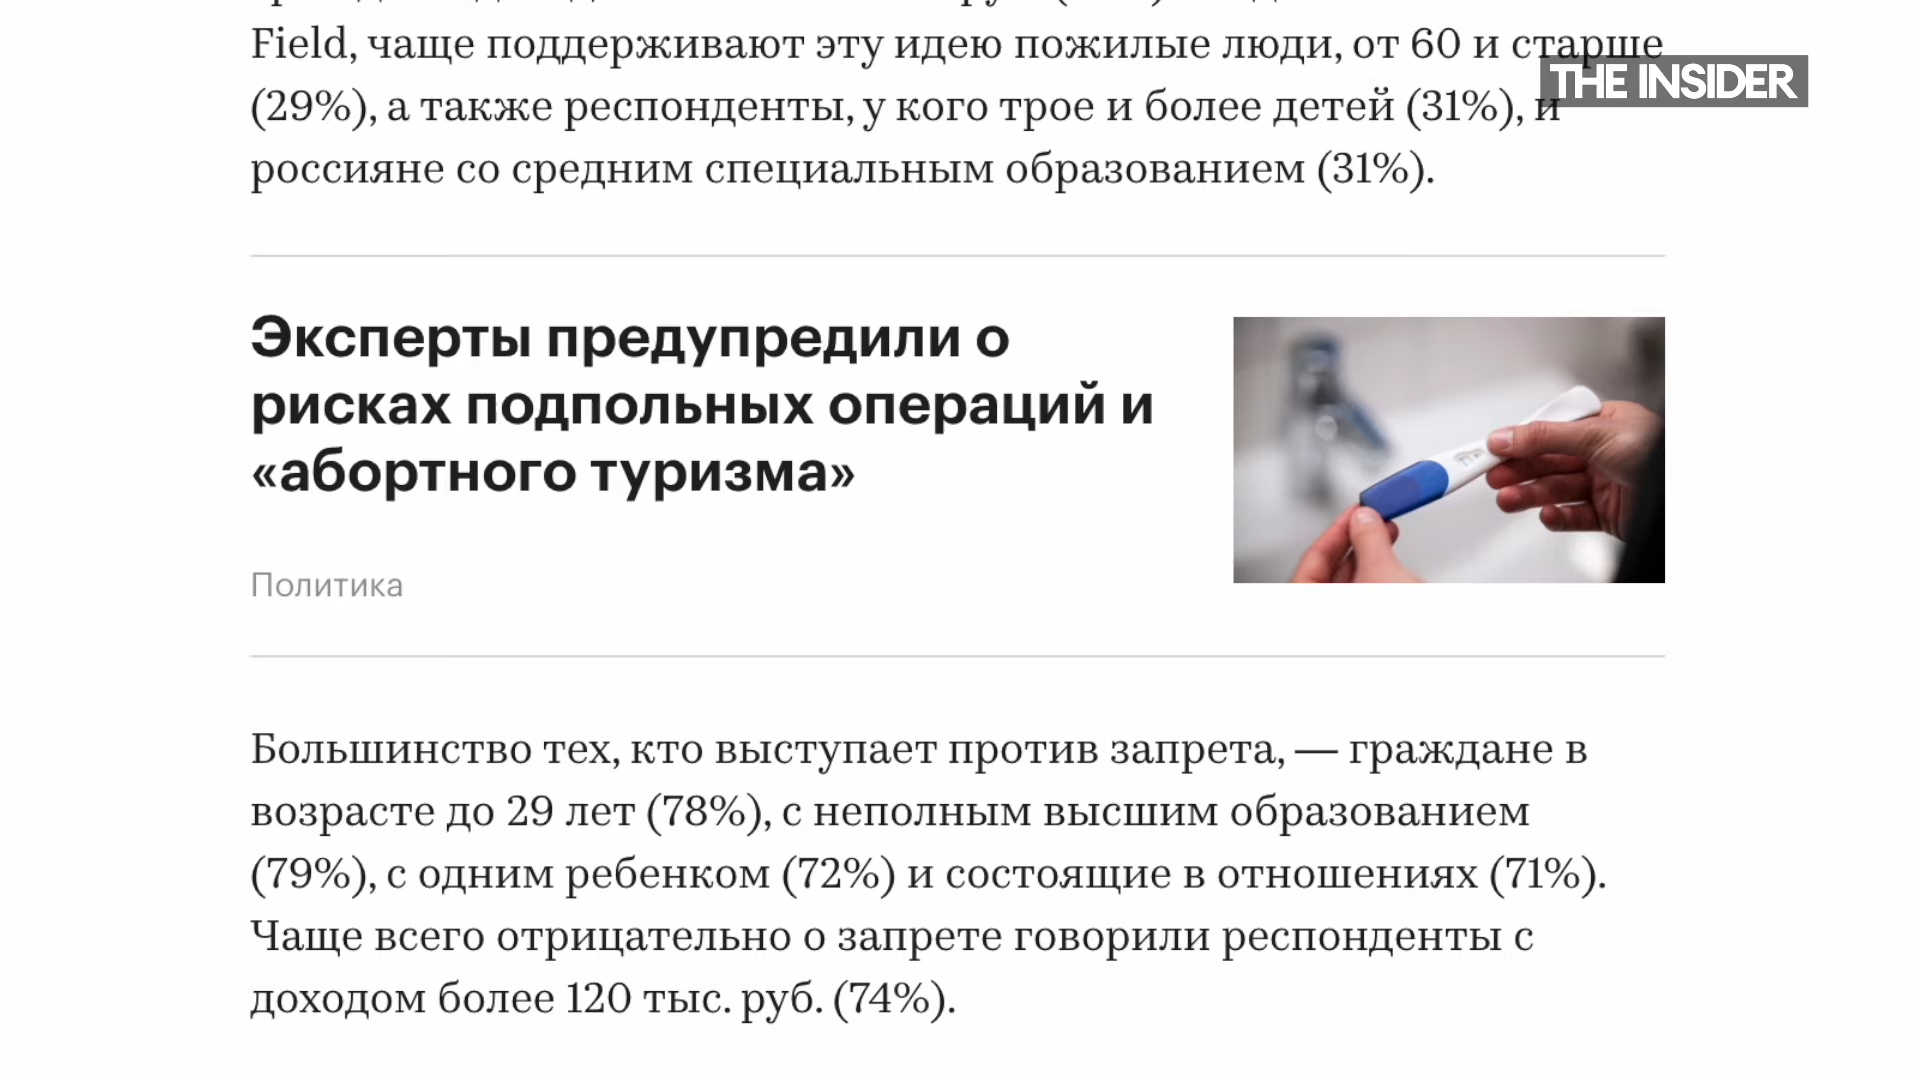 Field, чаще поддерживают эту идею пожилые люди, от 60 и старше
THE INSIDER
(29%), а также респонденты, у кого трое и более детей (31%), и
россияне со средним специальным образованием (31%).
Эксперты предупредили о
рисках подпольных операций и
«абортного туризма»
Политика
Большинство тех, кто выступает против запрета, — граждане в
возрасте до 29 лет (78%), с неполным высшим образованием
(79%), с одним ребенком (72%) и состоящие в отношениях (71%).
Чаще всего отрицательно о запрете говорили респонденты с
доходом более 120 тыс. руб. (74%).